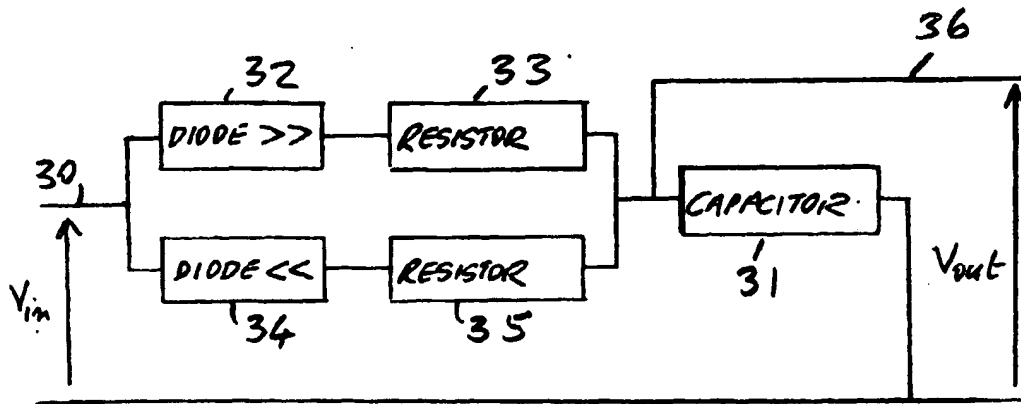 36
32
33
DIODE >>
RESISTOR
30
CAPACITOR
DIODE <<
RESISTOR
31
Vin
Vout
34
35